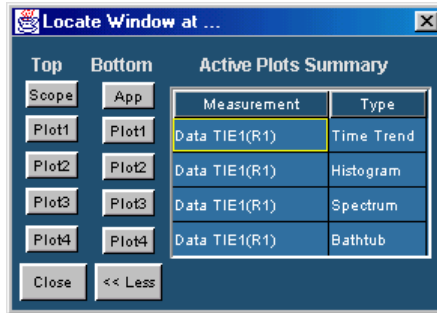 Locate Window at ...
Top Bottom Active Plots Summary
Scope App Measurement Type
Plot1 Plot1 Data TIE1(R1) Time Trend
Plot2 Plot2 Data TIE1(R1) Histogram
Plot3 Plot3 Data TIE1(R1) Spectrum
Plot4 Plot4 Data TIE1(R1) Bathtub
Close << Less